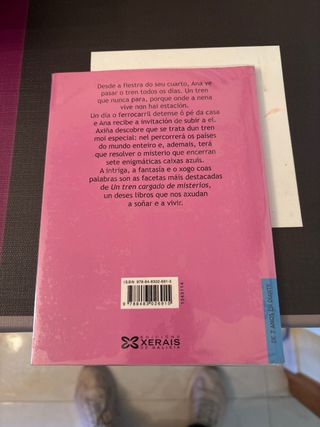 Desde a fiestra do seu cuarto, Ana ve
pasar o tren todos os días. Un tren
que nunca para, porque onde a nena
vive non hai estación.
Un día o ferrocarril detense ó pé da casa
e Ana recibe a invitación de subir a el.
Axiña descobre que se trata dun tren
moi especial: nel percorrerá os países
do mundo enteiro e, ademais, terá
que resolver o misterio que encerran
sete enigmáticas caixas azuis.
A intriga, a fantasía e o xogo coas
palabras son as facetas máis destacadas
de Un tren cargado de misterios,
un deses libros que nos axudan
a soñar e a vivir.
EDICIÓNS
XERAIS
DE GALICIA